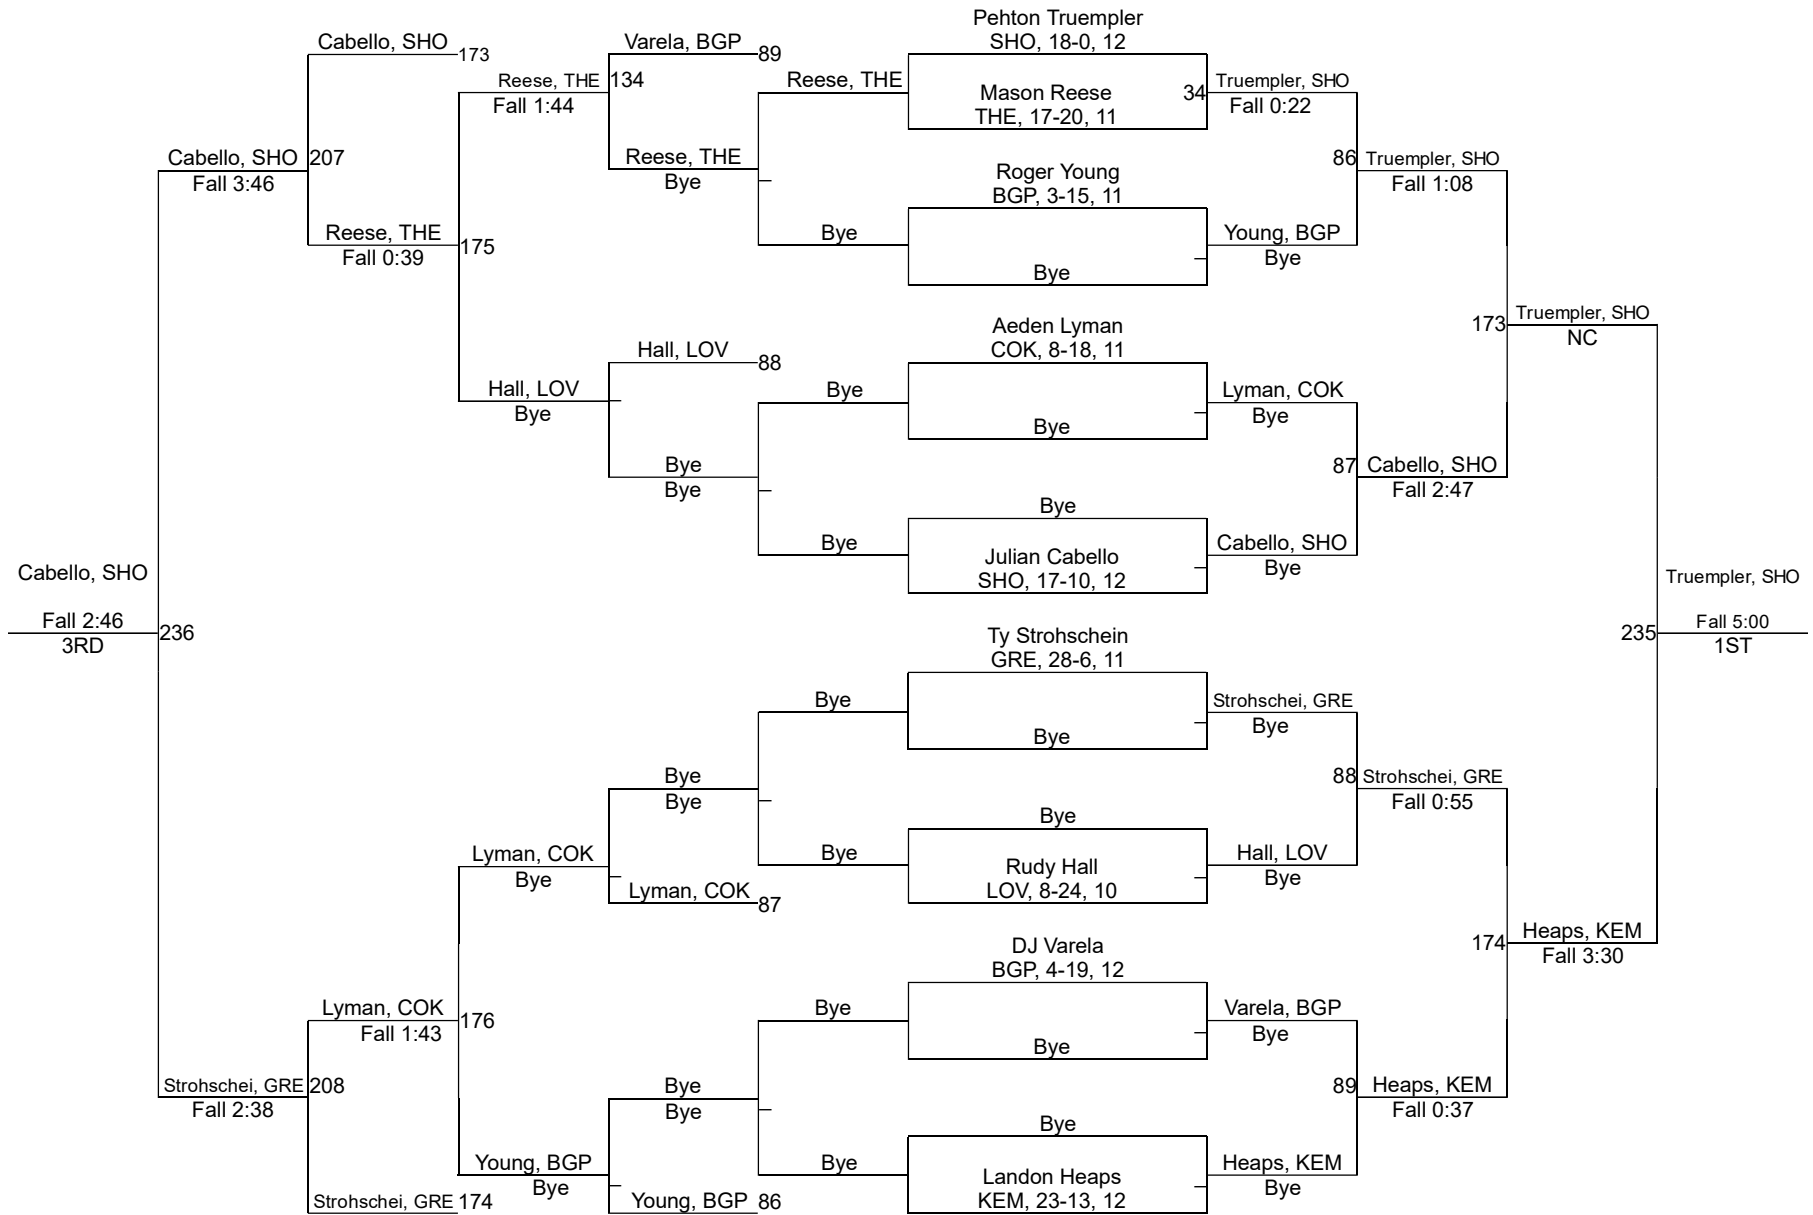 Pehton Truempler
SHO, 18-0, 12
Cabello, SHO
173
Varela, BGP
89
Reese, THE
134
Fall 1:44
Reese, THE
Mason Reese
THE, 17-20, 11
34
Truempler, SHO
Fall 0:22
Cabello, SHO
207
Fall 3:46
Reese, THE
Bye
Roger Young
BGP, 3-15, 11
86
Truempler, SHO
Fall 1:08
Reese, THE
Fall 0:39
175
Bye
Bye
Young, BGP
Bye
Aeden Lyman
COK, 8-18, 11
173
Truempler, SHO
NC
Hall, LOV
88
Hall, LOV
Bye
Bye
Bye
Lyman, COK
Bye
Bye
Bye
87
Cabello, SHO
Fall 2:47
Bye
Bye
Julian Cabello
SHO, 17-10, 12
Cabello, SHO
Bye
Cabello, SHO
Fall 2:46
3RD
236
Ty Strohschein
GRE, 28-6, 11
Truempler, SHO
235
Fall 5:00
1ST
Bye
Bye
Strohschei, GRE
Bye
Bye
Bye
88
Strohschei, GRE
Fall 0:55
Bye
Lyman, COK
Bye
Bye
Rudy Hall
LOV, 8-24, 10
Hall, LOV
Bye
Lyman, COK
87
DJ Varela
BGP, 4-19, 12
174
Heaps, KEM
Fall 3:30
Lyman, COK
Fall 1:43
176
Bye
Bye
Varela, BGP
Bye
Strohschei, GRE
208
Fall 2:38
Bye
Bye
89
Heaps, KEM
Fall 0:37
Bye
Young, BGP
Bye
Bye
Landon Heaps
KEM, 23-13, 12
Heaps, KEM
Bye
Strohschei, GRE
174
Young, BGP
86